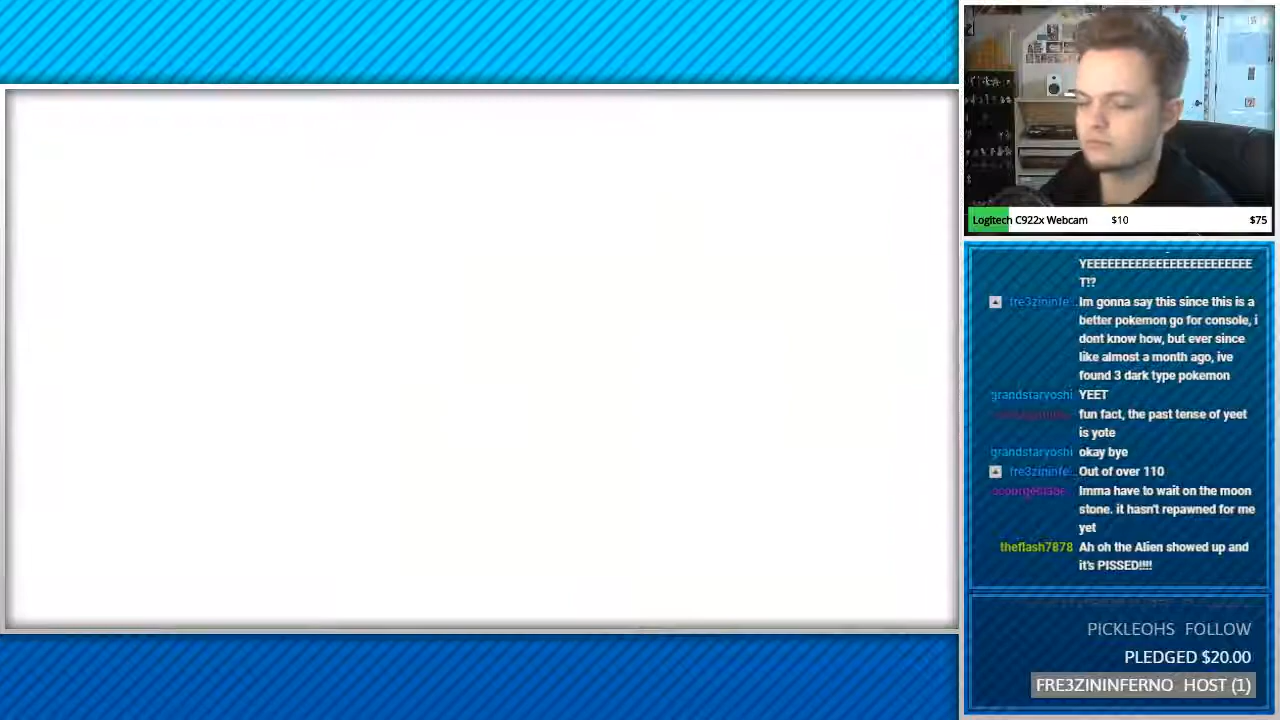 Logitech C922x Webcam $10 $75
YEEEEEEEEEEEEEEEEEEEEEEEE
T!?
fre3zininfe... Im gonna say this since this is a
better pokemon go for console, i
dont know how, but ever since
like almost a month ago, ive
found 3 dark type pokemon
grandstaryoshi YEET
fun fact, the past tense of yeet
is yote
grandstaryoshi okay bye
fre3zininfe... Out of over 110
Imma have to wait on the moon
stone. it hasn't repawned for me
yet
theflash7878 Ah oh the Alien showed up and
it's PISSED!!!!
PICKLEOHS FOLLOW
PLEDGED $20.00
FRE3ZININFERNO HOST (1)